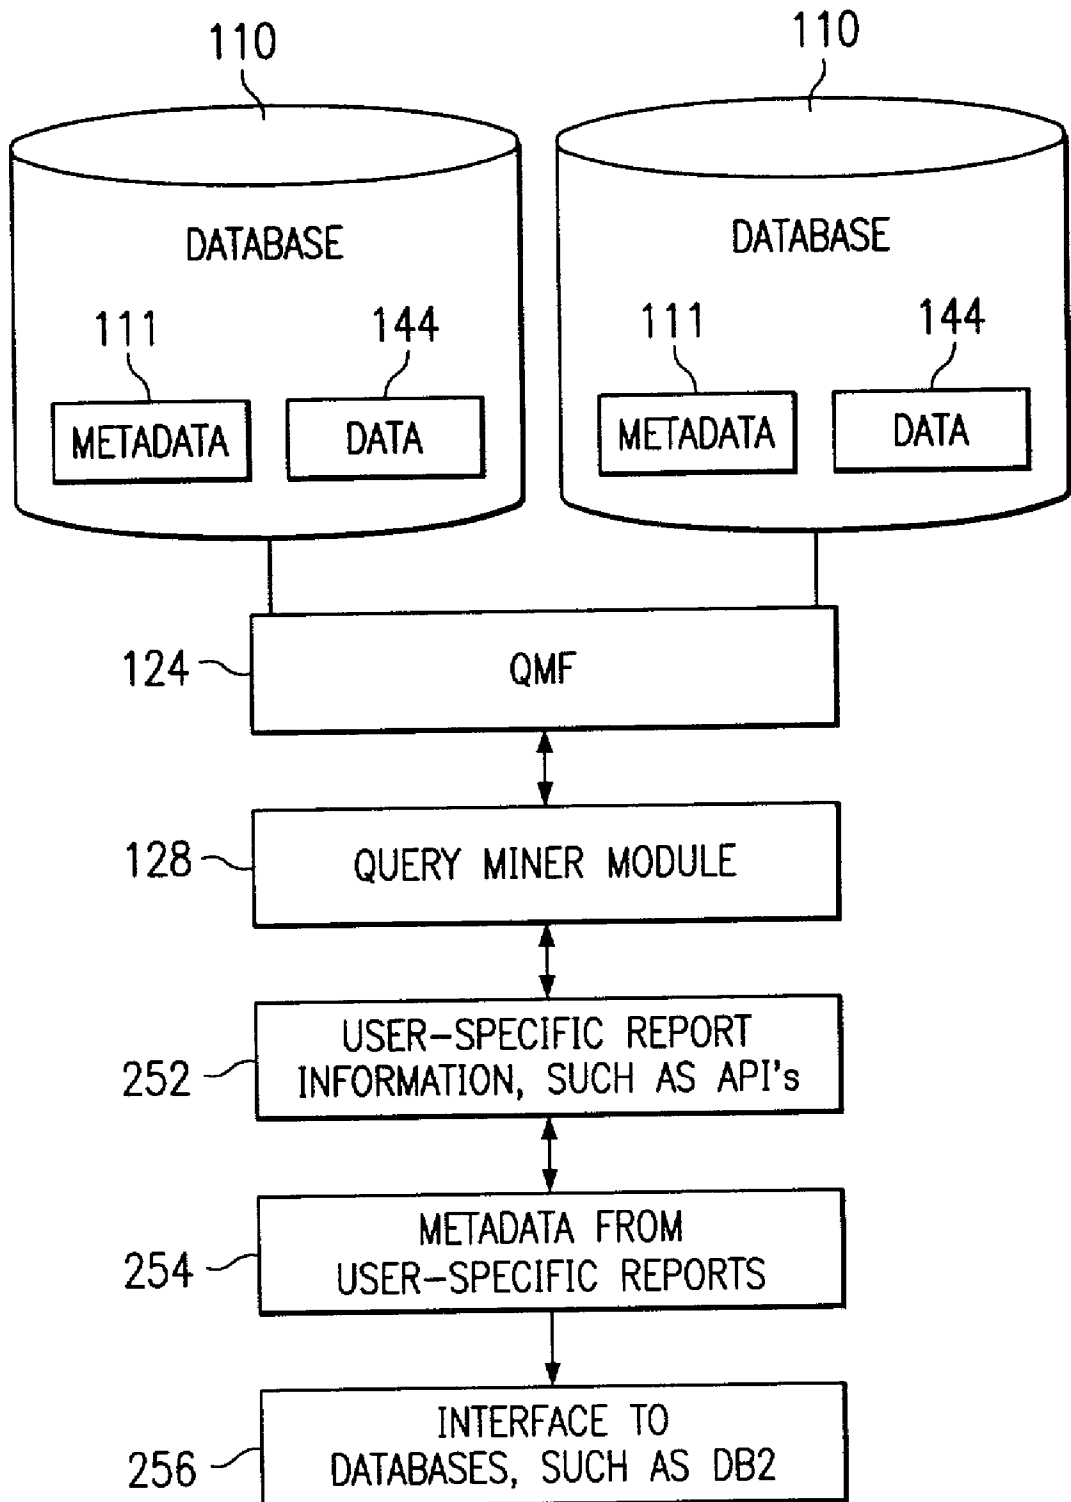 110
110
DATABASE
DATABASE
111
144
111
144
METADATA
DATA
METADATA
DATA
124
QMF
128
QUERY MINER MODULE
252
USER-SPECIFIC REPORT
INFORMATION, SUCH AS API's
254
METADATA FROM
USER-SPECIFIC REPORTS
256
INTERFACE TO
DATABASES, SUCH AS DB2